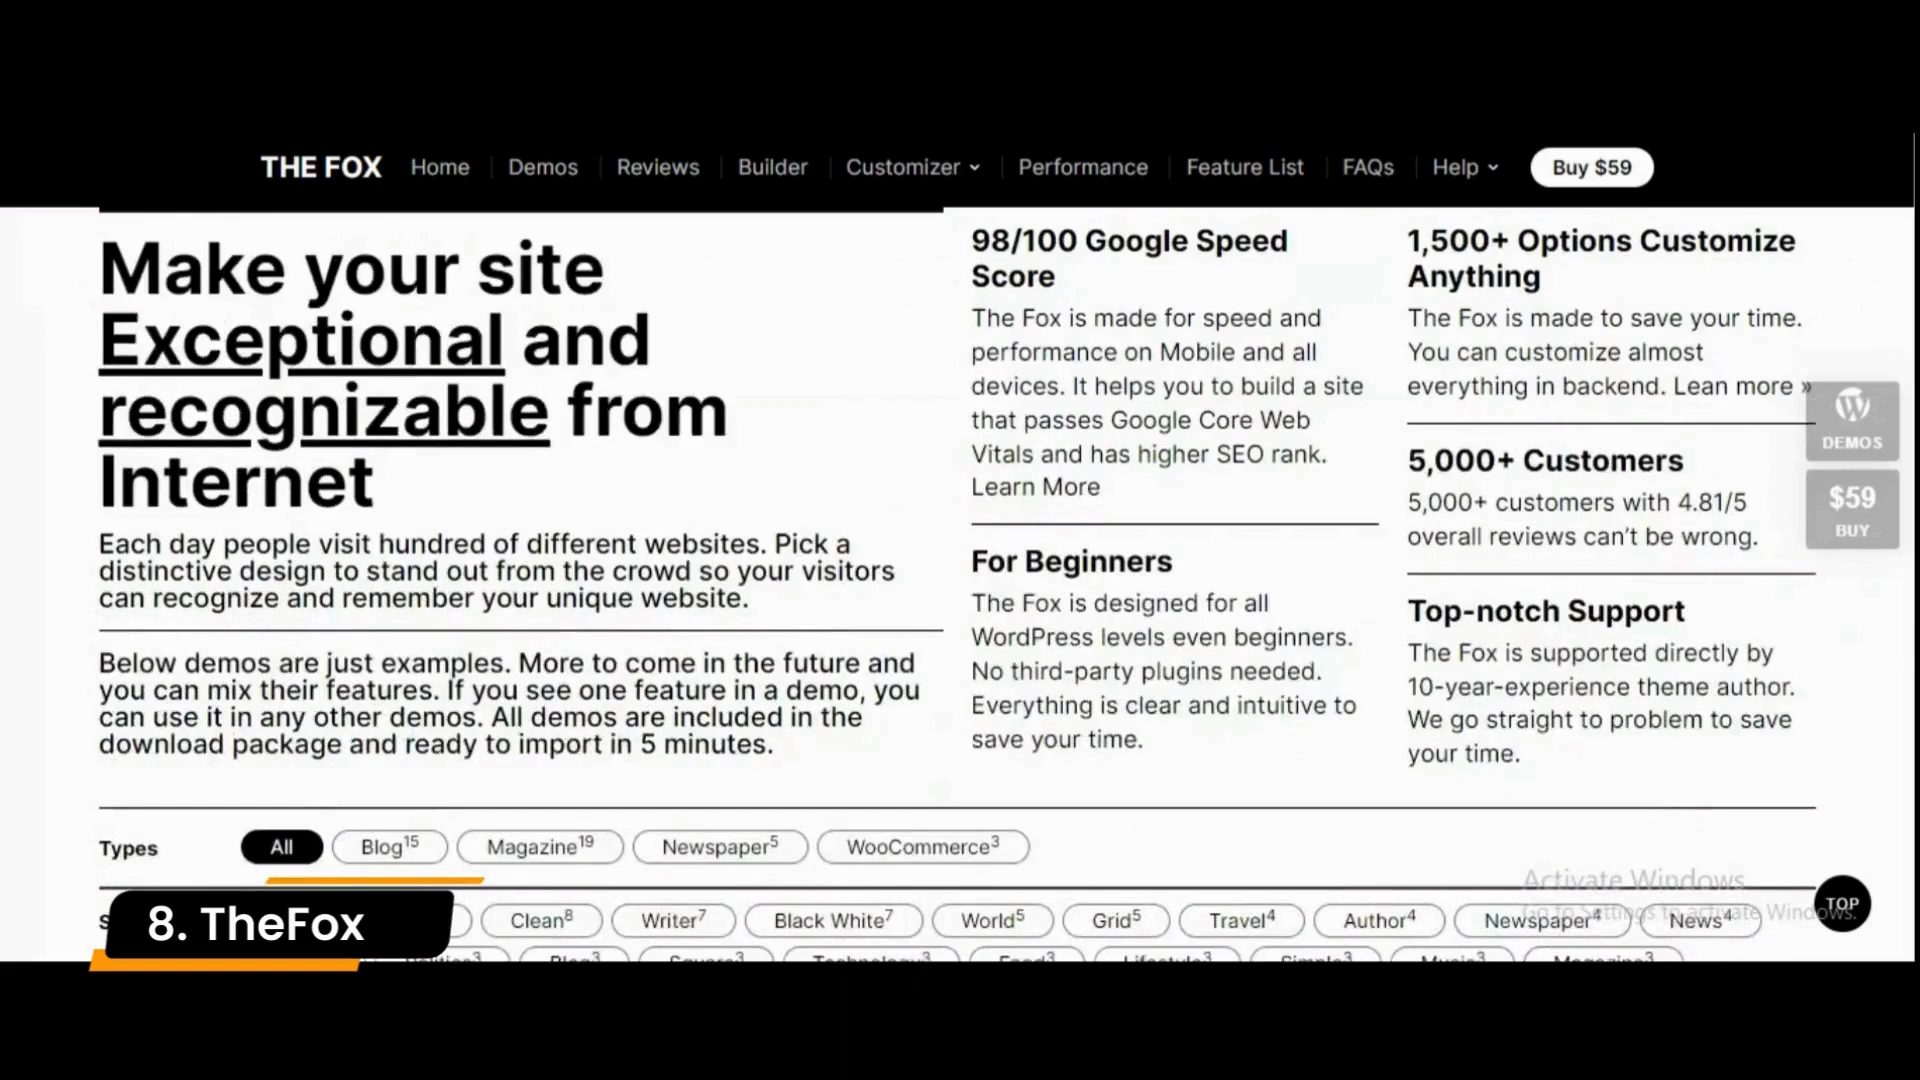 THE FOX Home Demos Reviews Builder Customizer Performance Feature List FAQs Help Buy $59
Make your site
Exceptional and
recognizable from
Internet
Each day people visit hundred of different websites. Pick a
distinctive design to stand out from the crowd so your visitors
can recognize and remember your unique website.
Below demos are just examples. More to come in the future and
you can mix their features. If you see one feature in a demo, you
can use it in any other demos. All demos are included in the
download package and ready to import in 5 minutes.
98/100 Google Speed
Score
The Fox is made for speed and
performance on Mobile and all
devices. It helps you to build a site
that passes Google Core Web
Vitals and has higher SEO rank.
Learn More
For Beginners
The Fox is designed for all
WordPress levels even beginners.
No third-party plugins needed.
Everything is clear and intuitive to
save your time.
1,500+ Options Customize
Anything
The Fox is made to save your time.
You can customize almost
everything in backend. Lean more »
5,000+ Customers
5,000+ customers with 4.81/5
overall reviews can't be wrong.
Top-notch Support
The Fox is supported directly by
10-year-experience theme author.
We go straight to problem to save
your time.
DEMOS
$59
BUY
Types All Blog15 Magazine19 Newspaper5 WooCommerce3
Activate Windows
Go to Settings to activate Windows.
TOP
Clean8 Writer7 Black White7 World5 Grid5 Travel4 Author4 Newspaper4 News4
Politics3 Blog3 Square3 Technology3 Food3 Lifestyle3 Simple3 Music3 Magazine3
8. TheFox